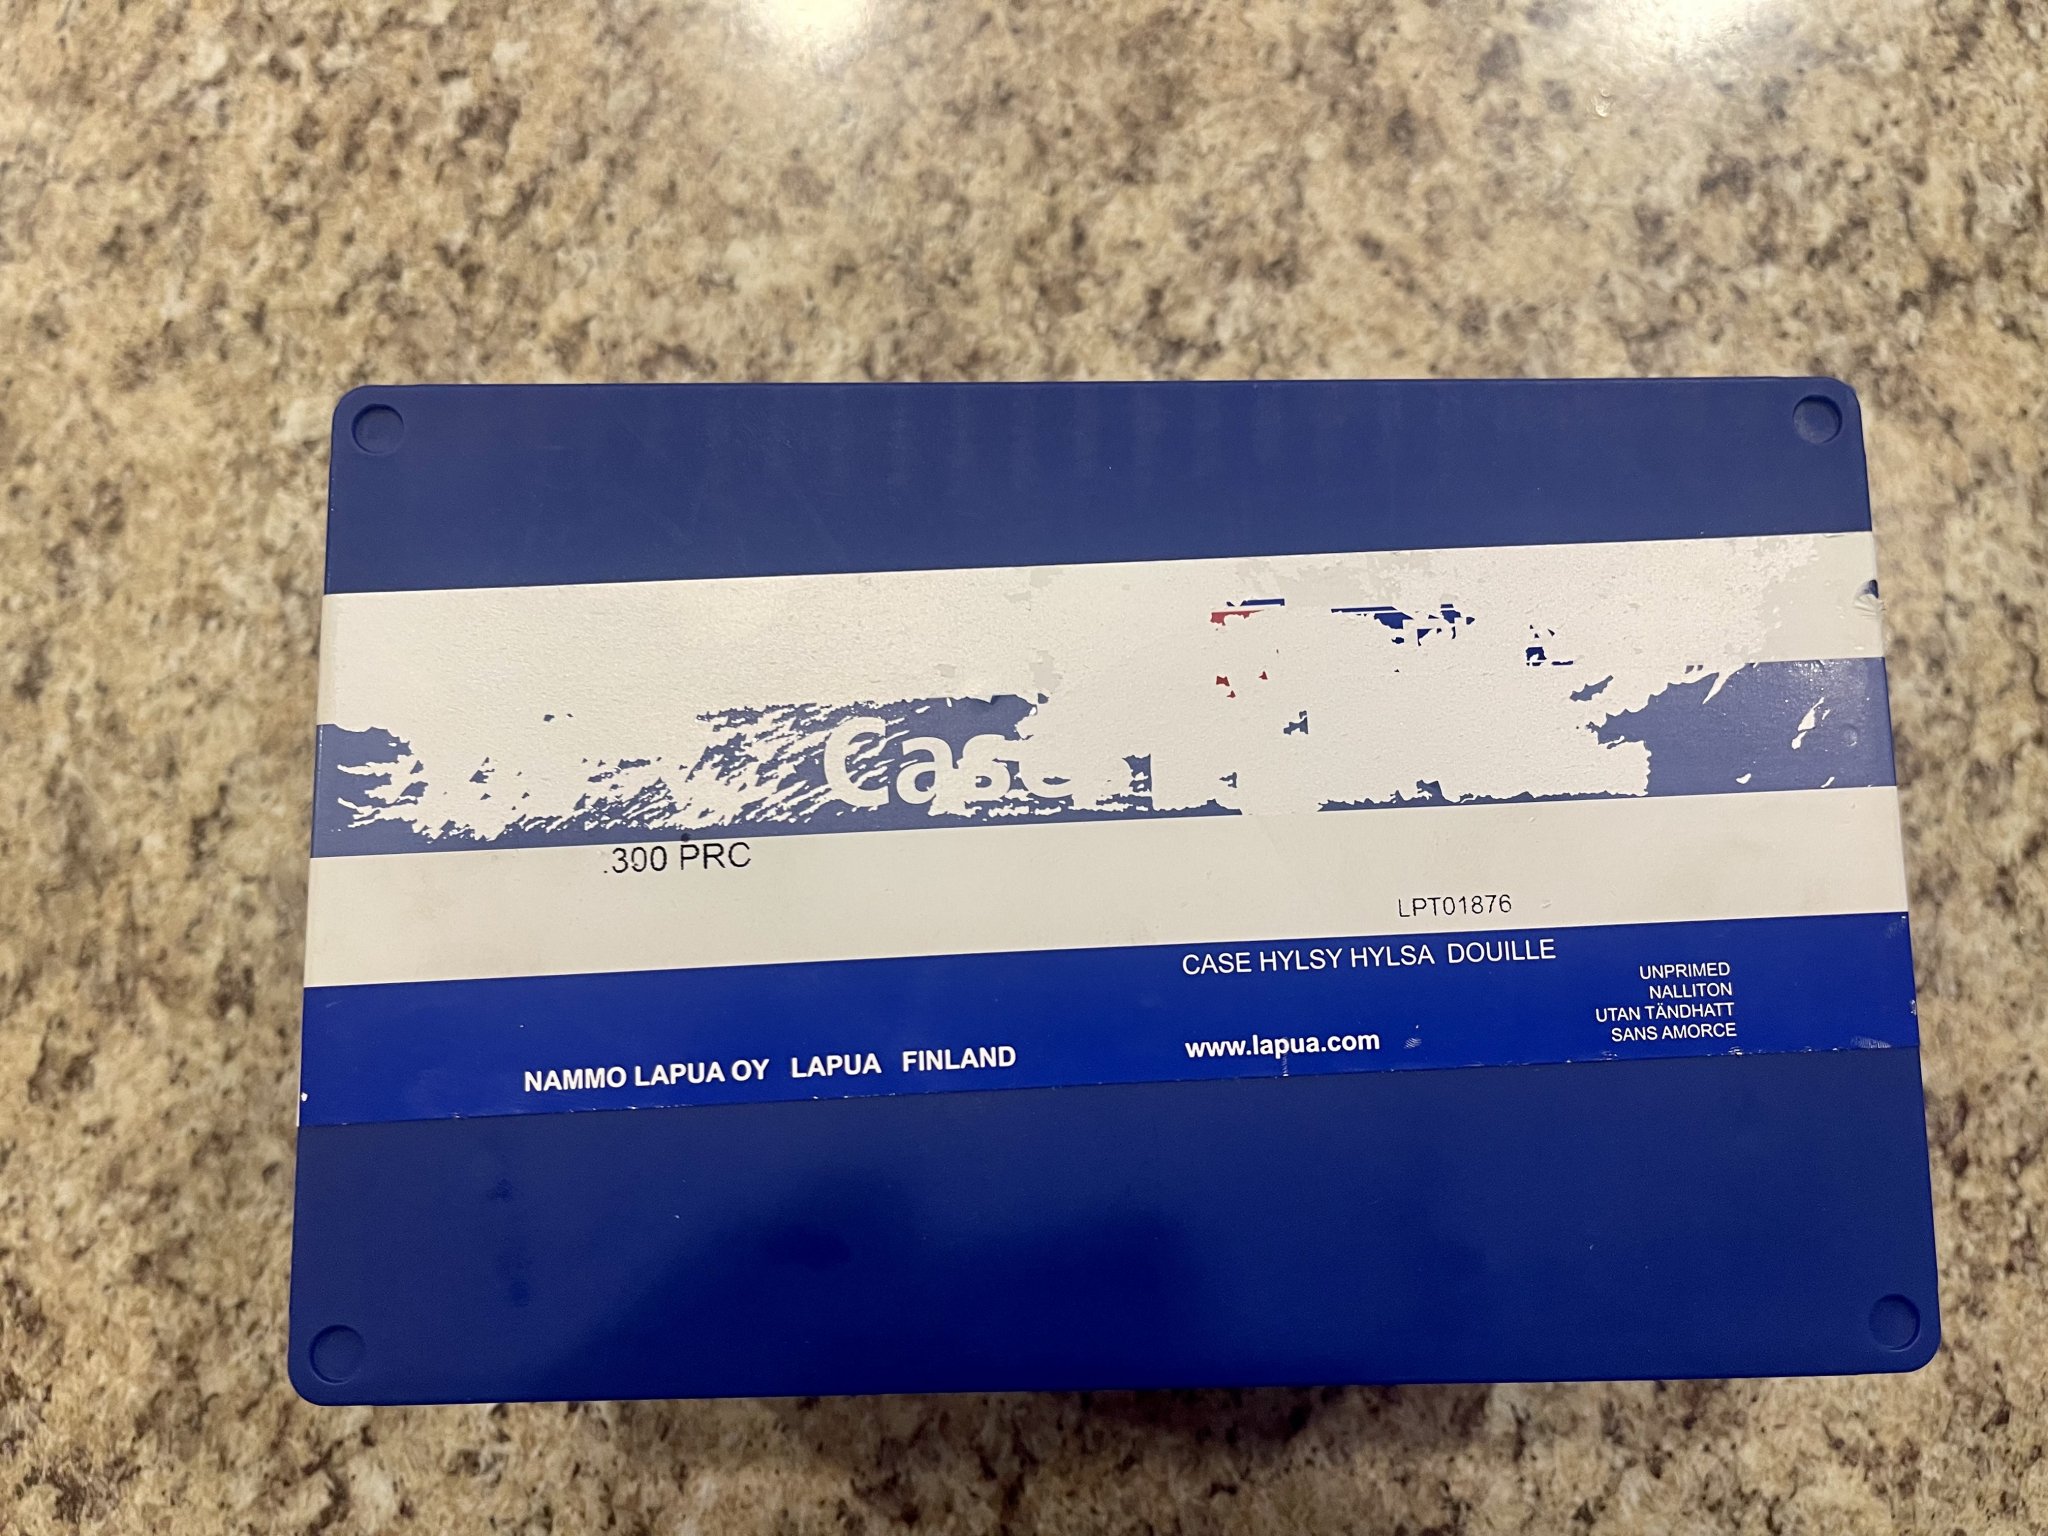 Case
.300 PRC
LPT01876
CASE HYLSY HYLSA DOUILLE
UNPRIMED
NALLITON
UTAN TÄNDHATT
SANS AMORCE
www.lapua.com
NAMMO LAPUA OY LAPUA FINLAND